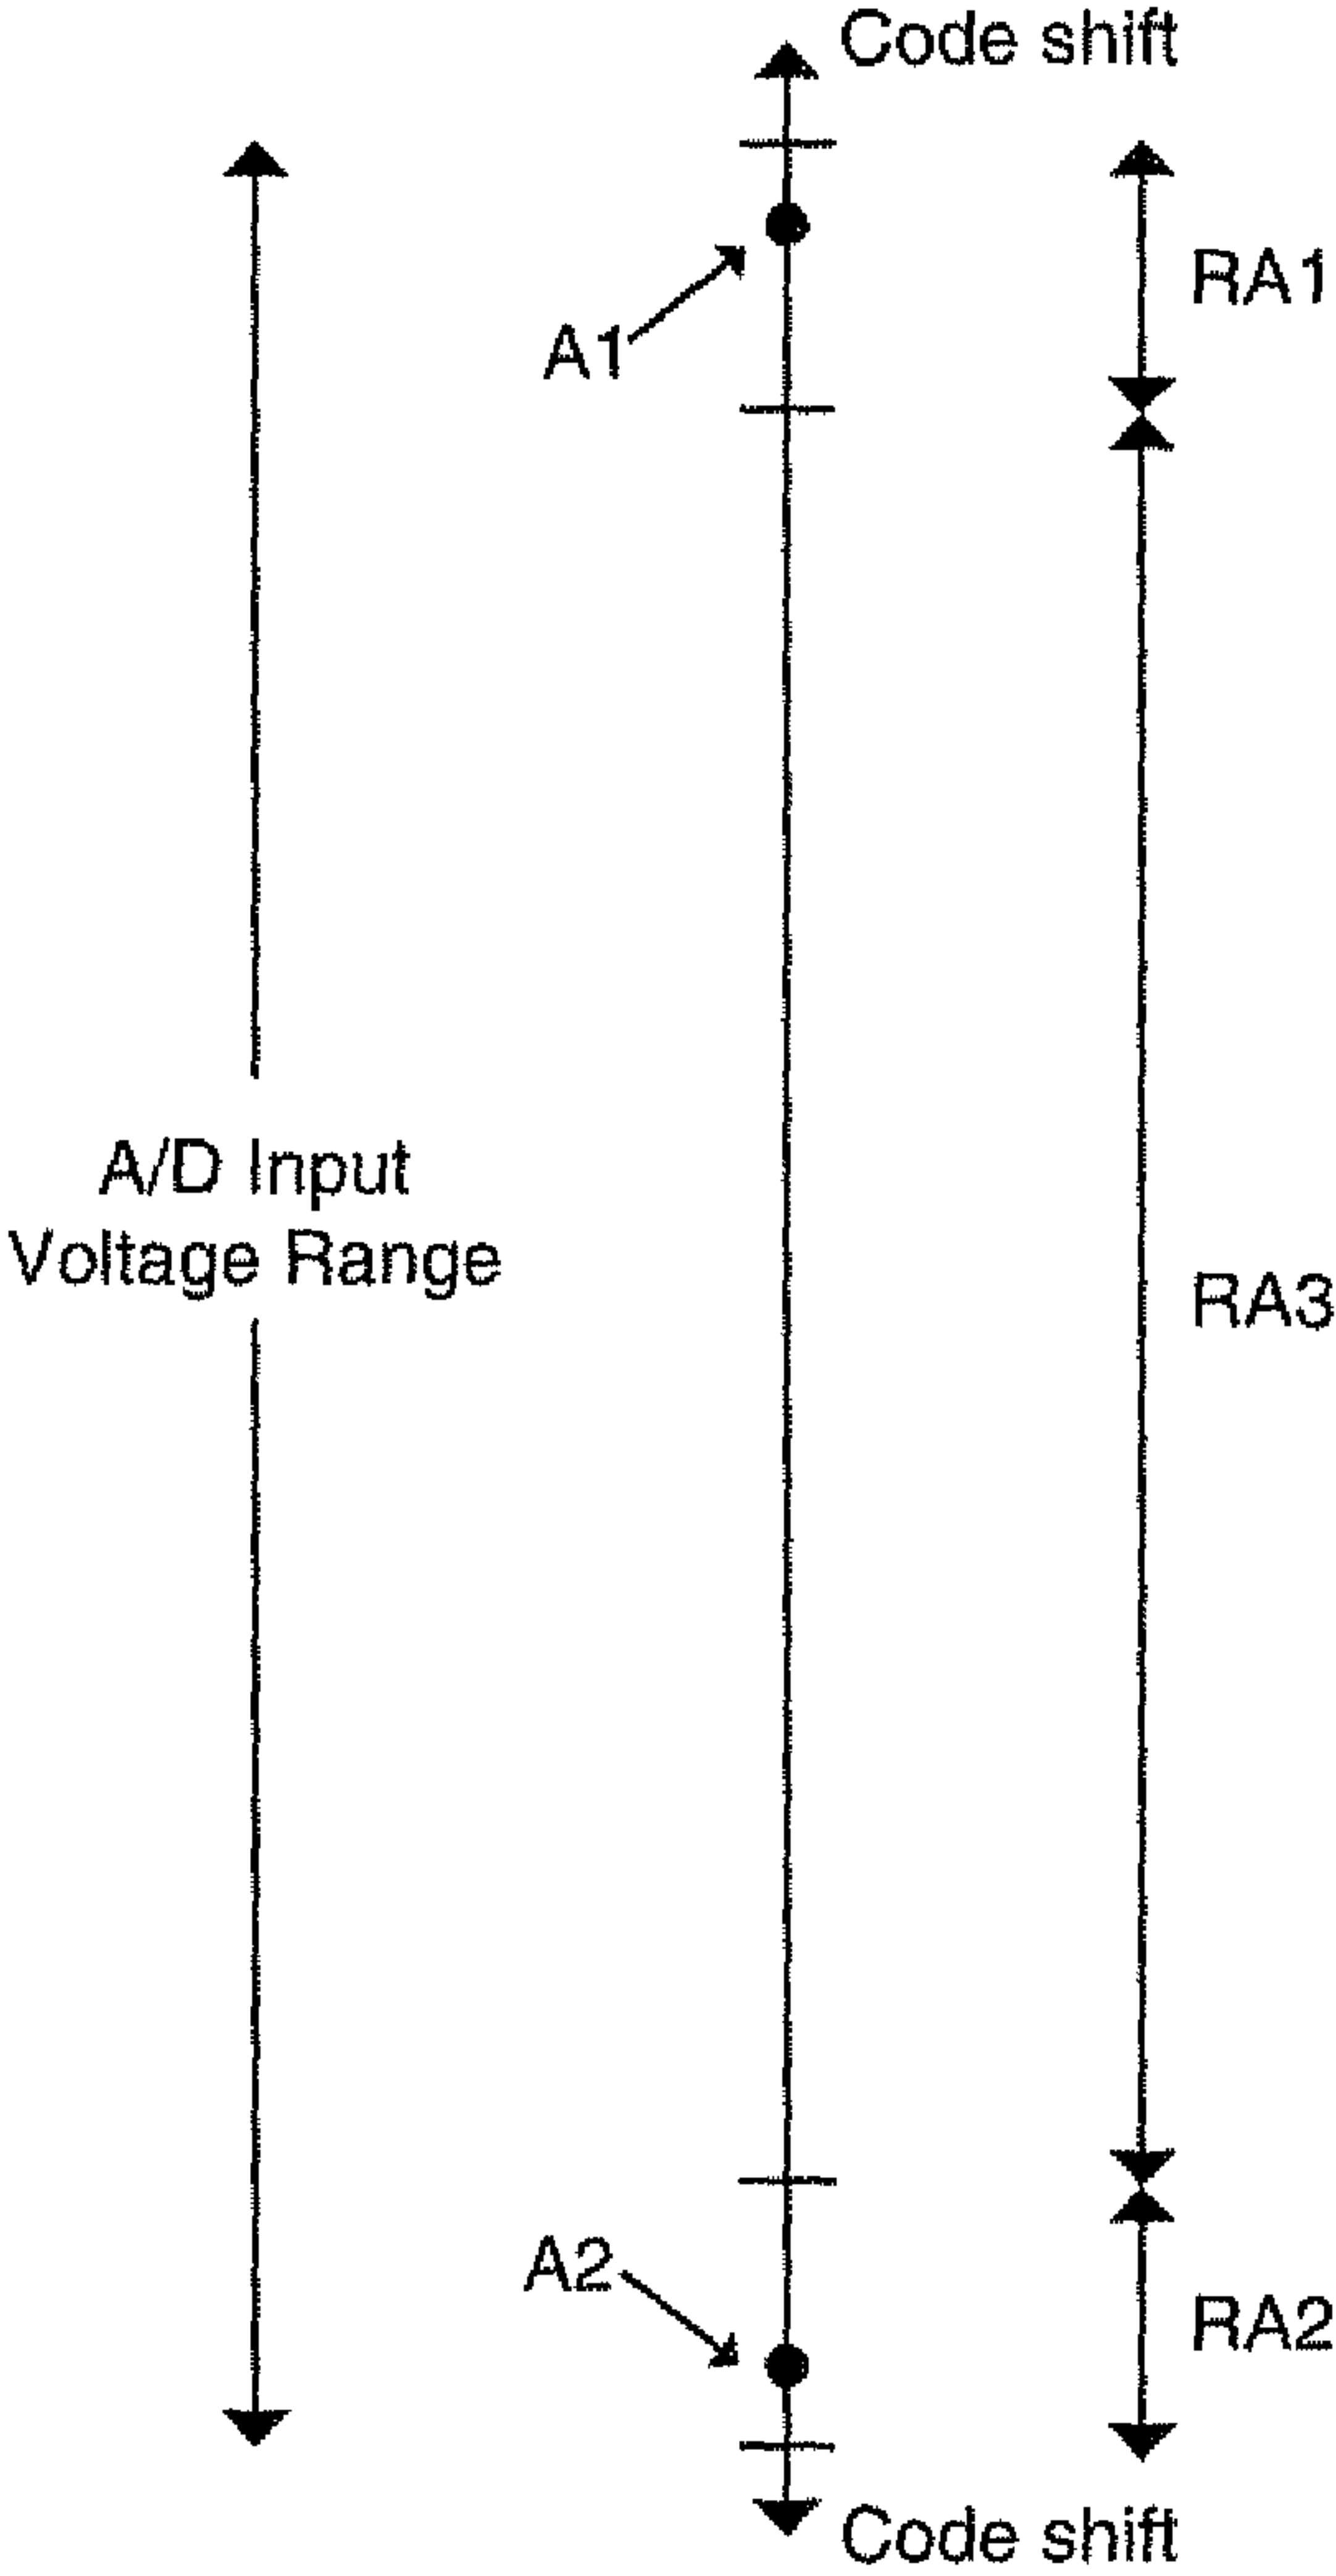 Code shift
RA1
A1
A/D Input
Voltage Range
RA3
A2
RA2
Code shift